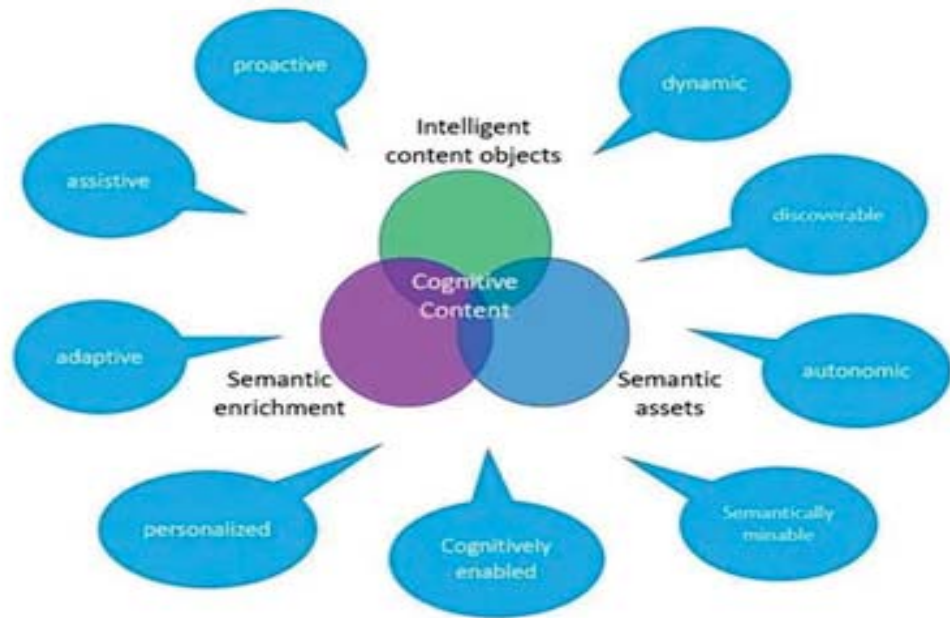 proactive
dynamic
Intelligent
content objects
assistive
discoverable
Cognitive
Content
adaptive
autonomic
Semantic
enrichment
Semantic
assets
personalized
Cognitively
enabled
Semantically
minable